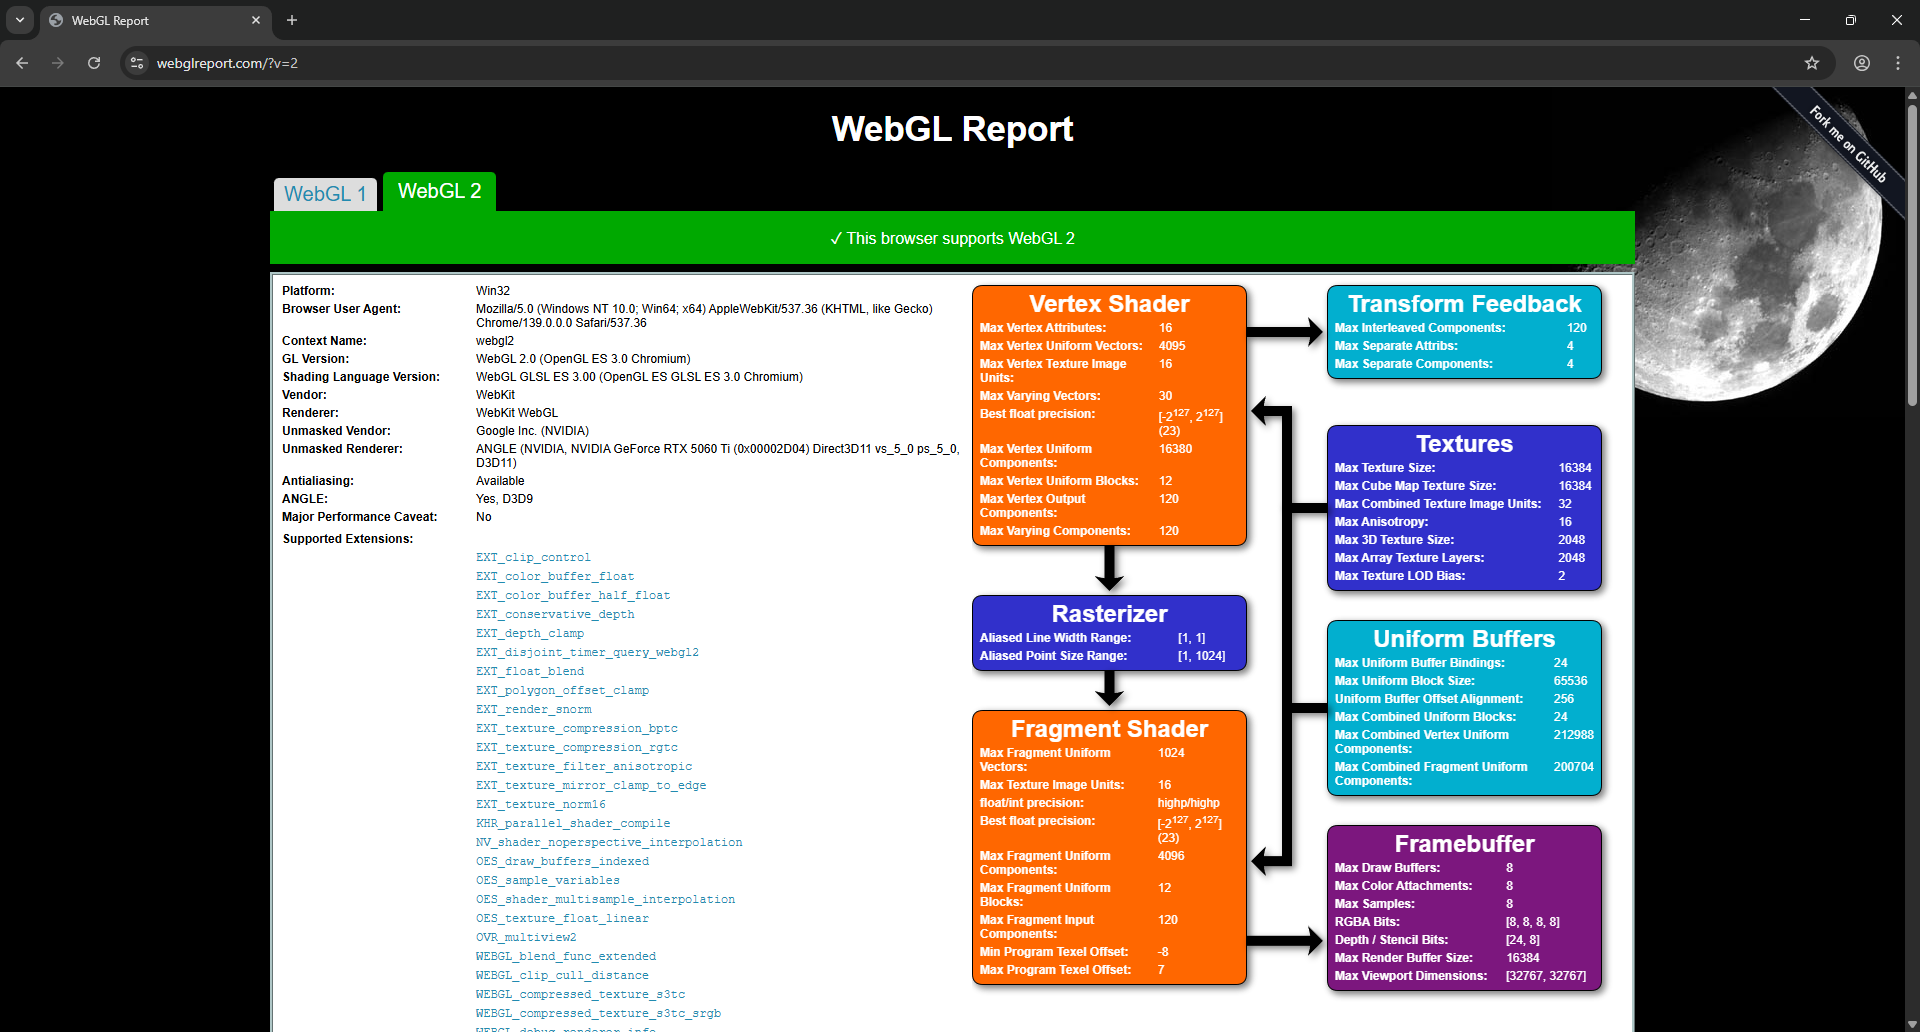 WebGL Report
webglreport.com/?v=2
Fork me on GitHub
WebGL Report
WebGL 1
WebGL 2
✓ This browser supports WebGL 2
Platform: Win32
Browser User Agent: Mozilla/5.0 (Windows NT 10.0; Win64; x64) AppleWebKit/537.36 (KHTML, like Gecko)
Chrome/139.0.0.0 Safari/537.36
Context Name: webgl2
GL Version: WebGL 2.0 (OpenGL ES 3.0 Chromium)
Shading Language Version: WebGL GLSL ES 3.00 (OpenGL ES GLSL ES 3.0 Chromium)
Vendor: WebKit
Renderer: WebKit WebGL
Unmasked Vendor: Google Inc. (NVIDIA)
Unmasked Renderer: ANGLE (NVIDIA, NVIDIA GeForce RTX 5060 Ti (0x00002D04) Direct3D11 vs_5_0 ps_5_0,
D3D11)
Antialiasing: Available
ANGLE: Yes, D3D9
Major Performance Caveat: No
Supported Extensions:
EXT_clip_control
EXT_color_buffer_float
EXT_color_buffer_half_float
EXT_conservative_depth
EXT_depth_clamp
EXT_disjoint_timer_query_webgl2
EXT_float_blend
EXT_polygon_offset_clamp
EXT_render_snorm
EXT_texture_compression_bptc
EXT_texture_compression_rgtc
EXT_texture_filter_anisotropic
EXT_texture_mirror_clamp_to_edge
EXT_texture_norm16
KHR_parallel_shader_compile
NV_shader_noperspective_interpolation
OES_draw_buffers_indexed
OES_sample_variables
OES_shader_multisample_interpolation
OES_texture_float_linear
OVR_multiview2
WEBGL_blend_func_extended
WEBGL_clip_cull_distance
WEBGL_compressed_texture_s3tc
WEBGL_compressed_texture_s3tc_srgb
WEBGL_debug_renderer_info
Vertex Shader
Max Vertex Attributes: 16
Max Vertex Uniform Vectors: 4095
Max Vertex Texture Image 16
Units:
Max Varying Vectors: 30
Best float precision: [-2^127, 2^127]
(23)
Max Vertex Uniform 16380
Components:
Max Vertex Uniform Blocks: 12
Max Vertex Output 120
Components:
Max Varying Components: 120
Rasterizer
Aliased Line Width Range: [1, 1]
Aliased Point Size Range: [1, 1024]
Fragment Shader
Max Fragment Uniform 1024
Vectors:
Max Texture Image Units: 16
float/int precision: highp/highp
Best float precision: [-2^127, 2^127]
(23)
Max Fragment Uniform 4096
Components:
Max Fragment Uniform 12
Blocks:
Max Fragment Input 120
Components:
Min Program Texel Offset: -8
Max Program Texel Offset: 7
Transform Feedback
Max Interleaved Components: 120
Max Separate Attribs: 4
Max Separate Components: 4
Textures
Max Texture Size: 16384
Max Cube Map Texture Size: 16384
Max Combined Texture Image Units: 32
Max Anisotropy: 16
Max 3D Texture Size: 2048
Max Array Texture Layers: 2048
Max Texture LOD Bias: 2
Uniform Buffers
Max Uniform Buffer Bindings: 24
Max Uniform Block Size: 65536
Uniform Buffer Offset Alignment: 256
Max Combined Uniform Blocks: 24
Max Combined Vertex Uniform 212988
Components:
Max Combined Fragment Uniform 200704
Components:
Framebuffer
Max Draw Buffers: 8
Max Color Attachments: 8
Max Samples: 8
RGBA Bits: [8, 8, 8, 8]
Depth / Stencil Bits: [24, 8]
Max Render Buffer Size: 16384
Max Viewport Dimensions: [32767, 32767]